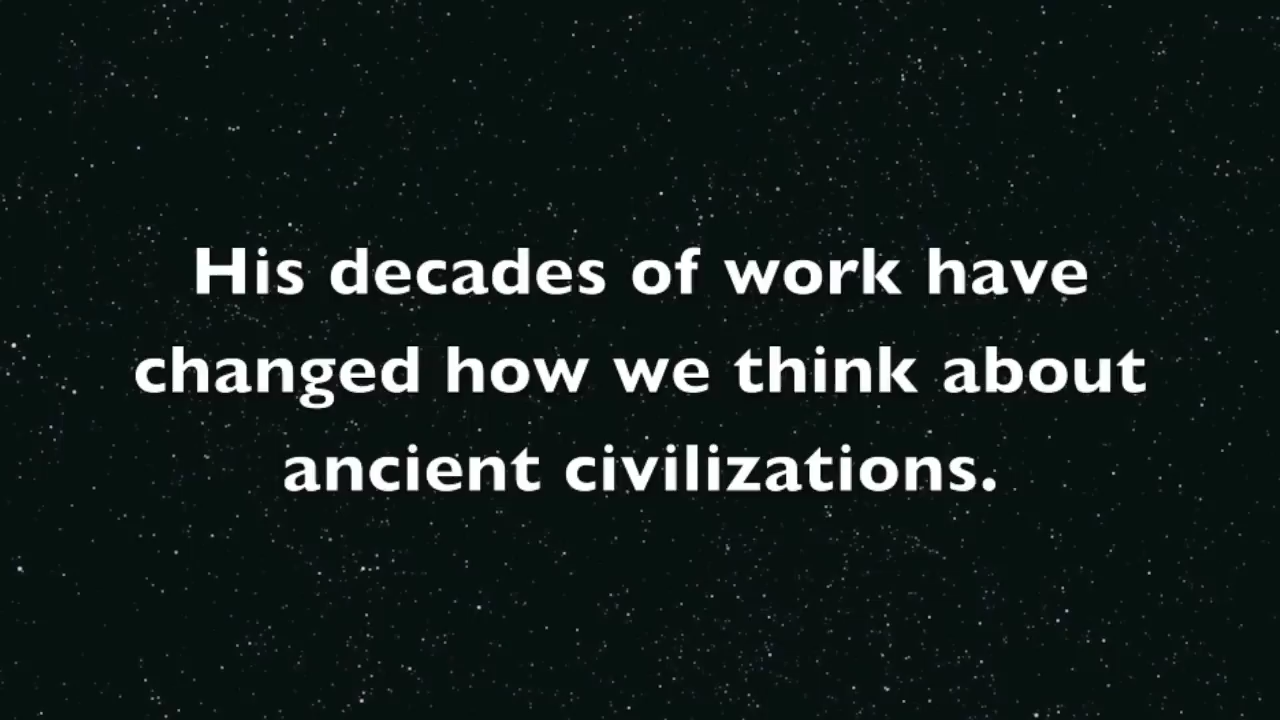 His decades of work have
changed how we think about
ancient civilizations.